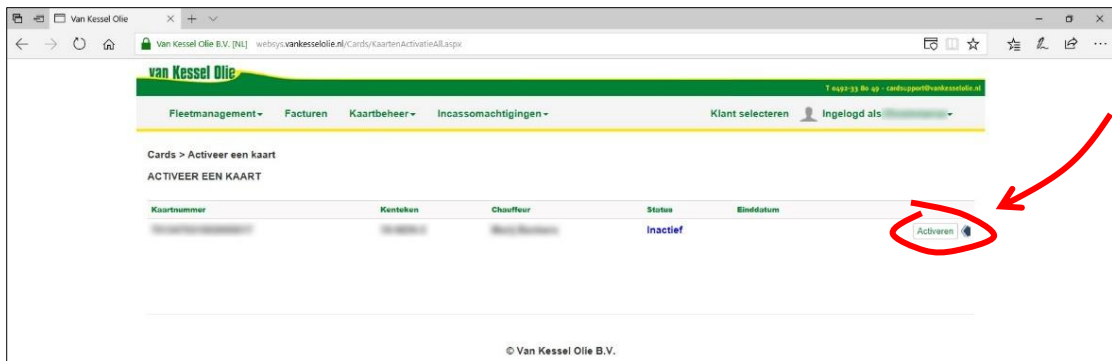 Van Kessel Olie
Van Kessel Olie B.V. [NL] websys.vankesselolie.nl/Cards/KaartenActivatieAll.aspx
van Kessel Olie
T 0492-33 80 49 - cardsupport@vankesselolie.nl
Fleetmanagement Facturen Kaartbeheer Incassomachtigingen Klant selecteren Ingelogd als
Cards > Activeer een kaart
ACTIVEER EEN KAART
Kaartnummer Kenteken Chauffeur Status Einddatum
Inactief Activeren
© Van Kessel Olie B.V.